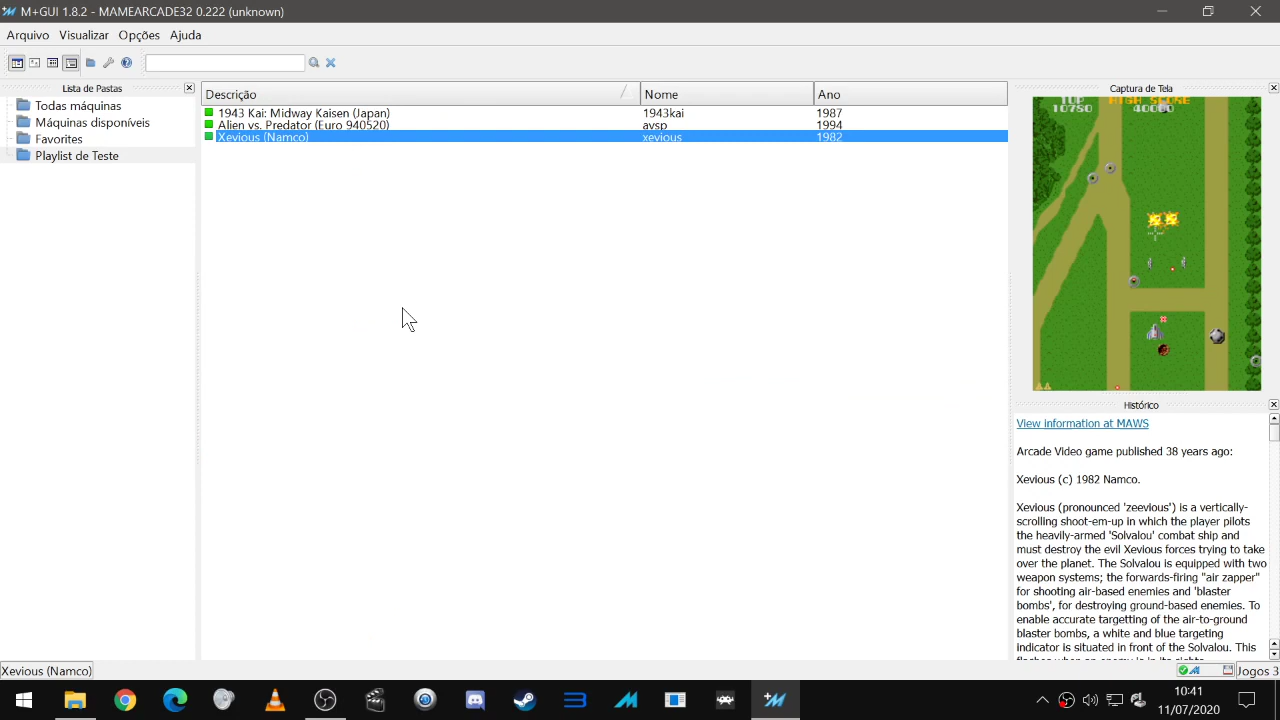 M+GUI 1.8.2 - MAMEARCADE32 0.222 (unknown)
Arquivo Visualizar Opções Ajuda
Lista de Pastas
Todas máquinas
Máquinas disponíveis
Favorites
Playlist de Teste
Descrição Nome Ano
1943 Kai: Midway Kaisen (Japan) 1943kai 1987
Alien vs. Predator (Euro 940520) avsp 1994
Xevious (Namco) xevious 1982
Captura de Tela
TOP HIGH SCORE
10750 40000
Histórico
View information at MAWS
Arcade Video game published 38 years ago:
Xevious (c) 1982 Namco.
Xevious (pronounced 'zeevious') is a vertically-
scrolling shoot-em-up in which the player pilots
the heavily-armed 'Solvalou' combat ship and
must destroy the evil Xevious forces trying to take
over the planet. The Solvalou is equipped with two
weapon systems; the forwards-firing "air zapper"
for shooting air-based enemies and 'blaster
bombs', for destroying ground-based enemies. To
enable accurate targetting of the air-to-ground
blaster bombs, a white and blue targeting
indicator is situated in front of the Solvalou. This
Xevious (Namco)
Jogos 3
10:41
11/07/2020